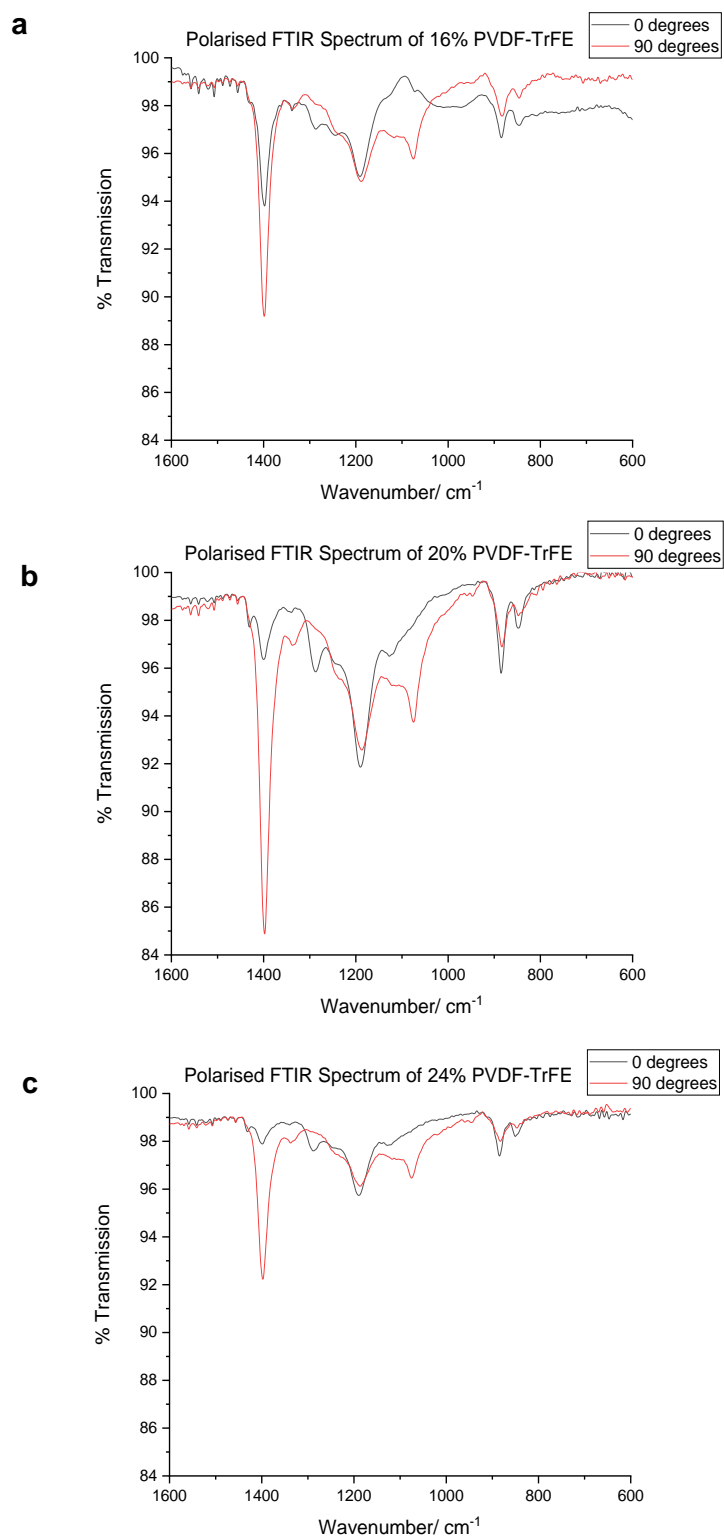 a
Polarised FTIR Spectrum of 16% PVDF-TrFE
0 degrees
90 degrees
100
98
96
94
92
90
88
86
84
% Transmission
1600 1400 1200 1000 800 600
Wavenumber/ cm⁻¹
b
Polarised FTIR Spectrum of 20% PVDF-TrFE
0 degrees
90 degrees
100
98
96
94
92
90
88
86
84
% Transmission
1600 1400 1200 1000 800 600
Wavenumber/ cm⁻¹
c
Polarised FTIR Spectrum of 24% PVDF-TrFE
0 degrees
90 degrees
100
98
96
94
92
90
88
86
84
% Transmission
1600 1400 1200 1000 800 600
Wavenumber/ cm⁻¹